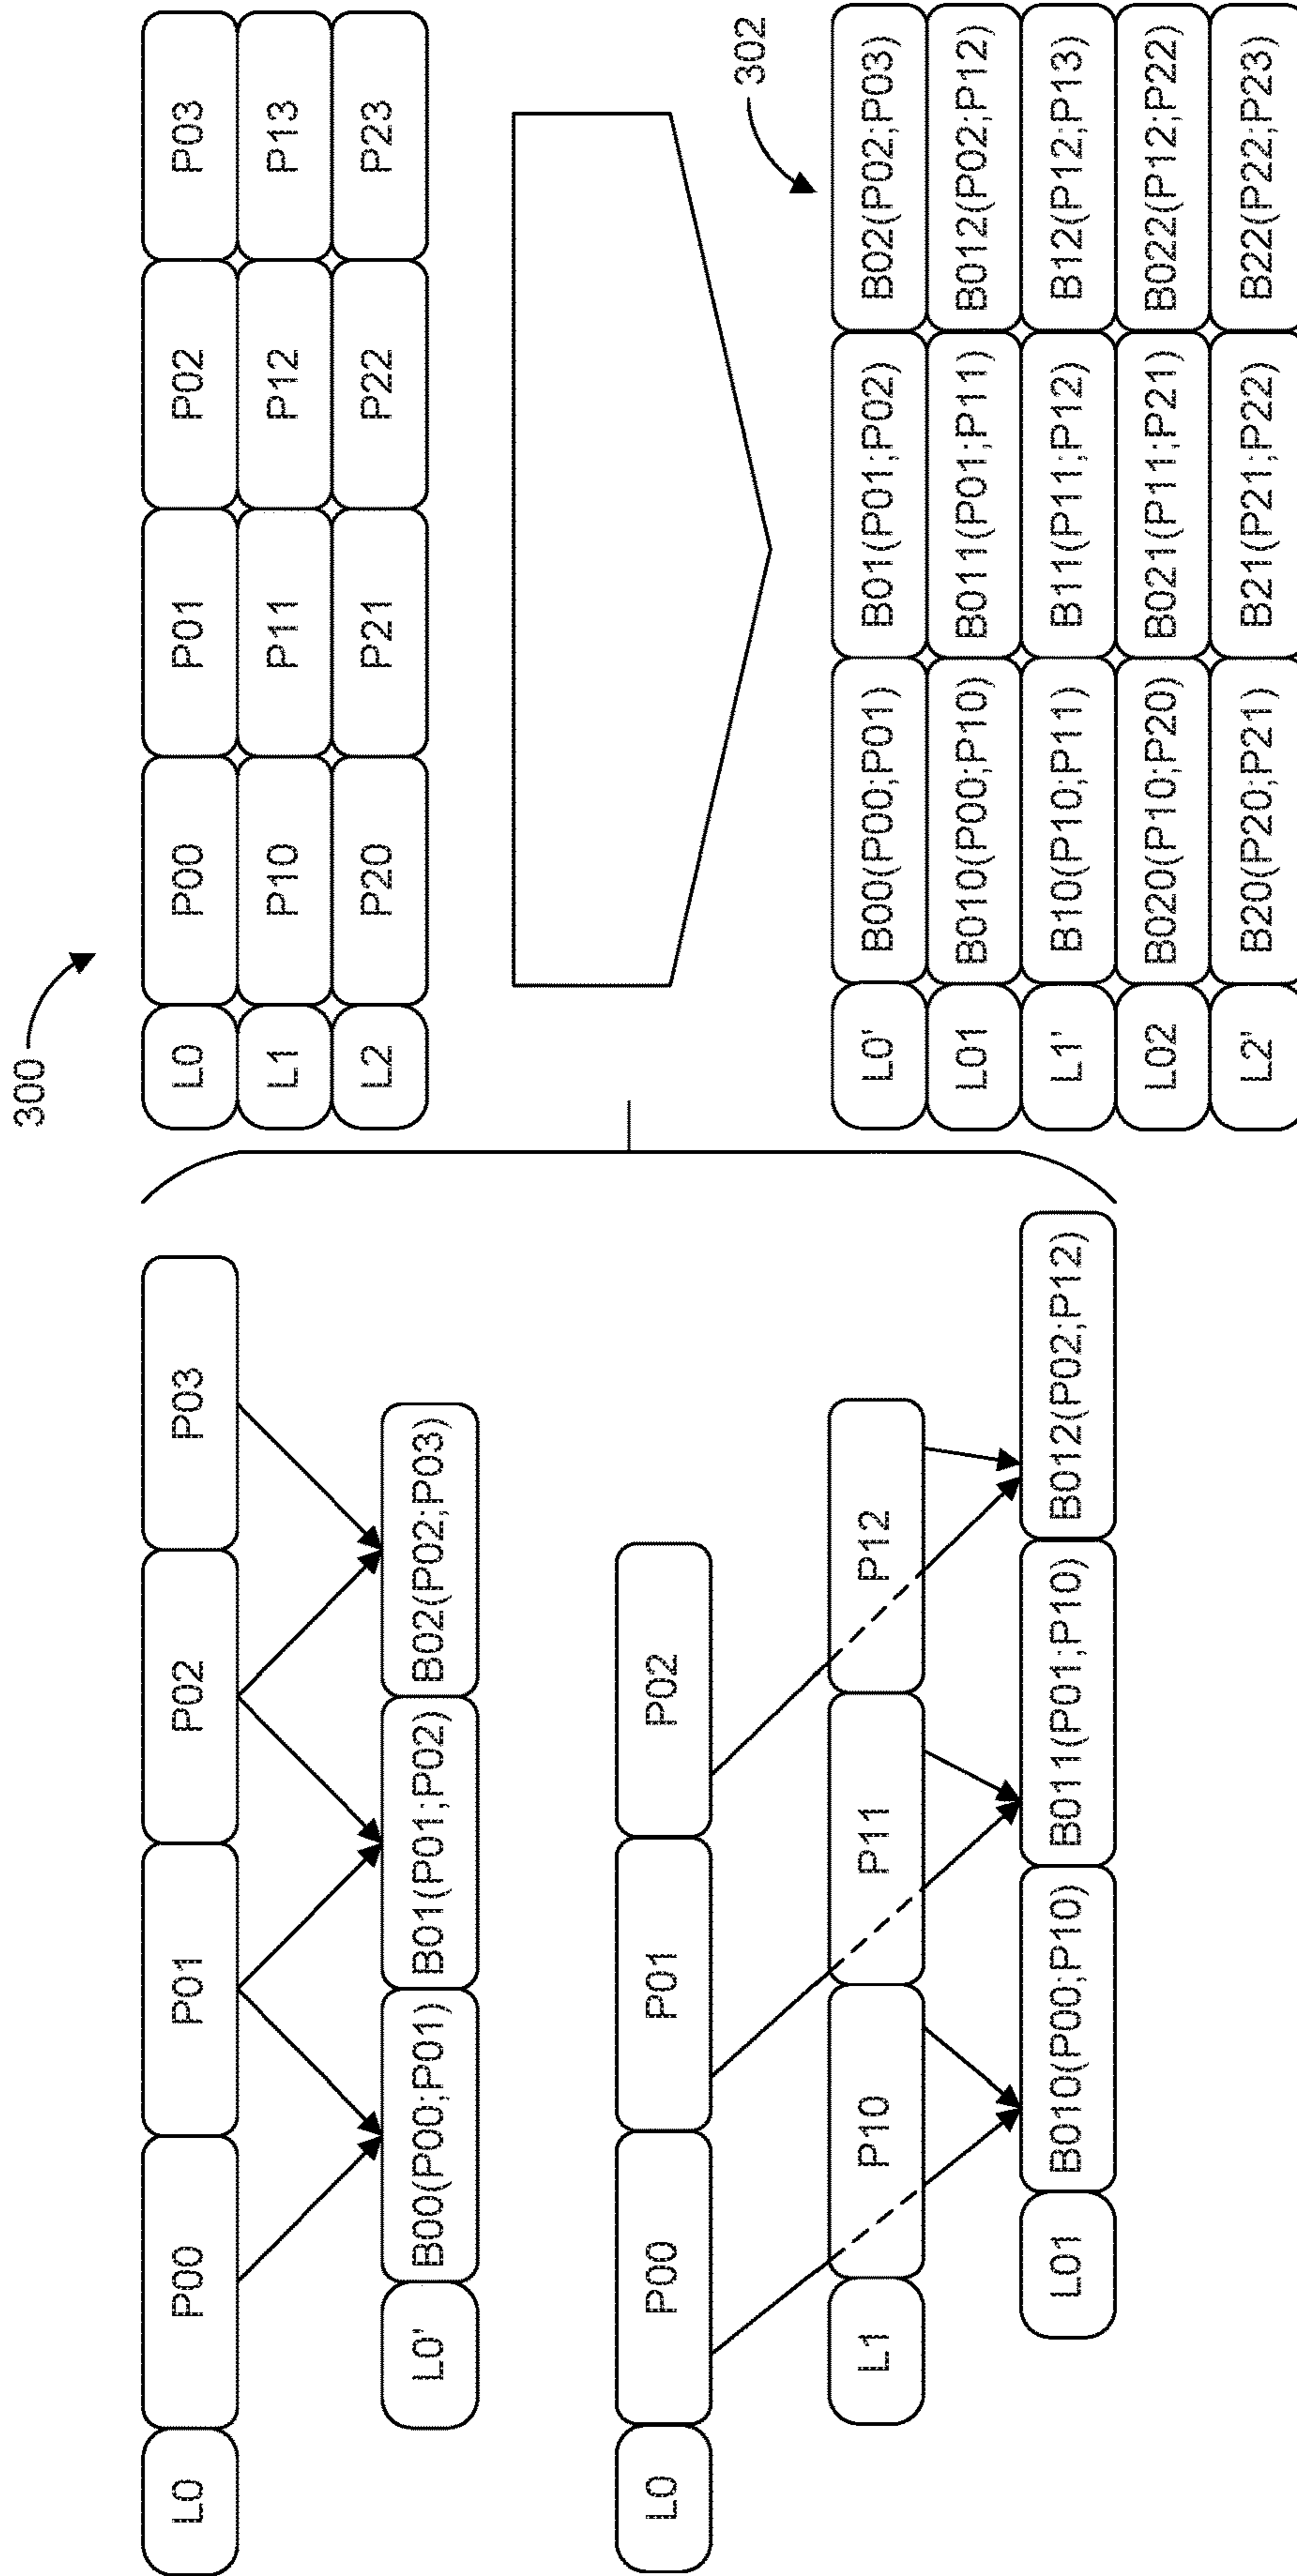 L0 P00 P01 P02 P03
L0' B00(P00;P01) B01(P01;P02) B02(P02;P03)
L0 P00 P01 P02
L1 P10 P11 P12
L01 B010(P00;P10) B011(P01;P10) B012(P02;P12)
300
L0 P00 P01 P02 P03
L1 P10 P11 P12 P13
L2 P20 P21 P22 P23
302
L0' B00(P00;P01) B01(P01;P02) B02(P02;P03)
L01 B010(P00;P10) B011(P01;P11) B012(P02;P12)
L1' B10(P10;P11) B11(P11;P12) B12(P12;P13)
L02 B020(P10;P20) B021(P11;P21) B022(P12;P22)
L2' B20(P20;P21) B21(P21;P22) B22(P22;P23)